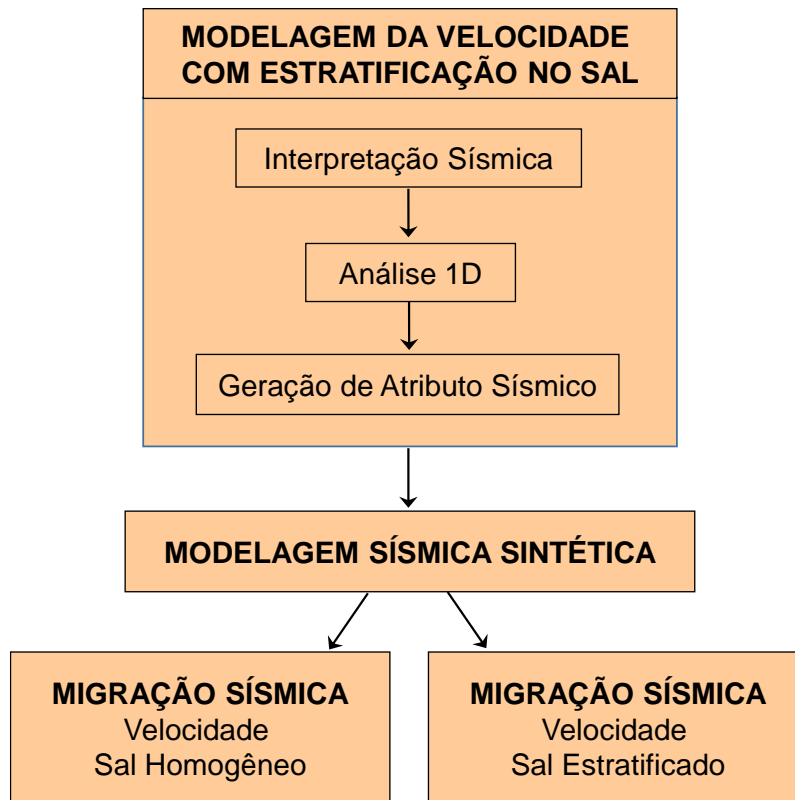 MODELAGEM DA VELOCIDADE
COM ESTRATIFICAÇÃO NO SAL
Interpretação Sísmica
Análise 1D
Geração de Atributo Sísmico
MODELAGEM SÍSMICA SINTÉTICA
MIGRAÇÃO SÍSMICA
Velocidade
Sal Homogêneo
MIGRAÇÃO SÍSMICA
Velocidade
Sal Estratificado